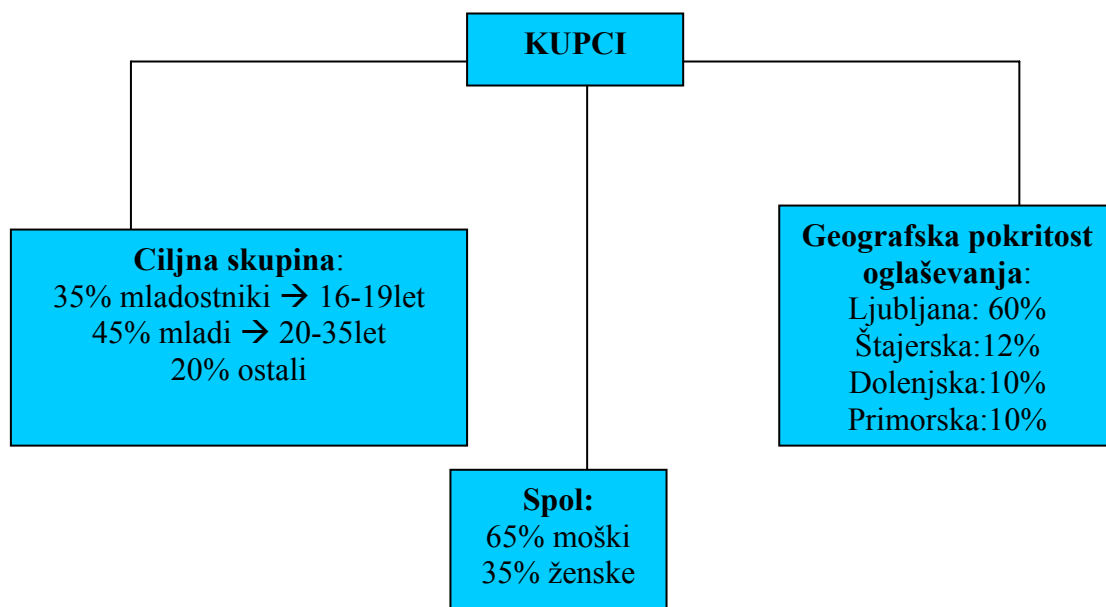 KUPCI
Ciljna skupina:
35% mladostniki → 16-19let
45% mladi → 20-35let
20% ostali
Geografska pokritost
oglaševanja:
Ljubljana: 60%
Štajerska:12%
Dolenjska:10%
Primorska:10%
Spol:
65% moški
35% ženske